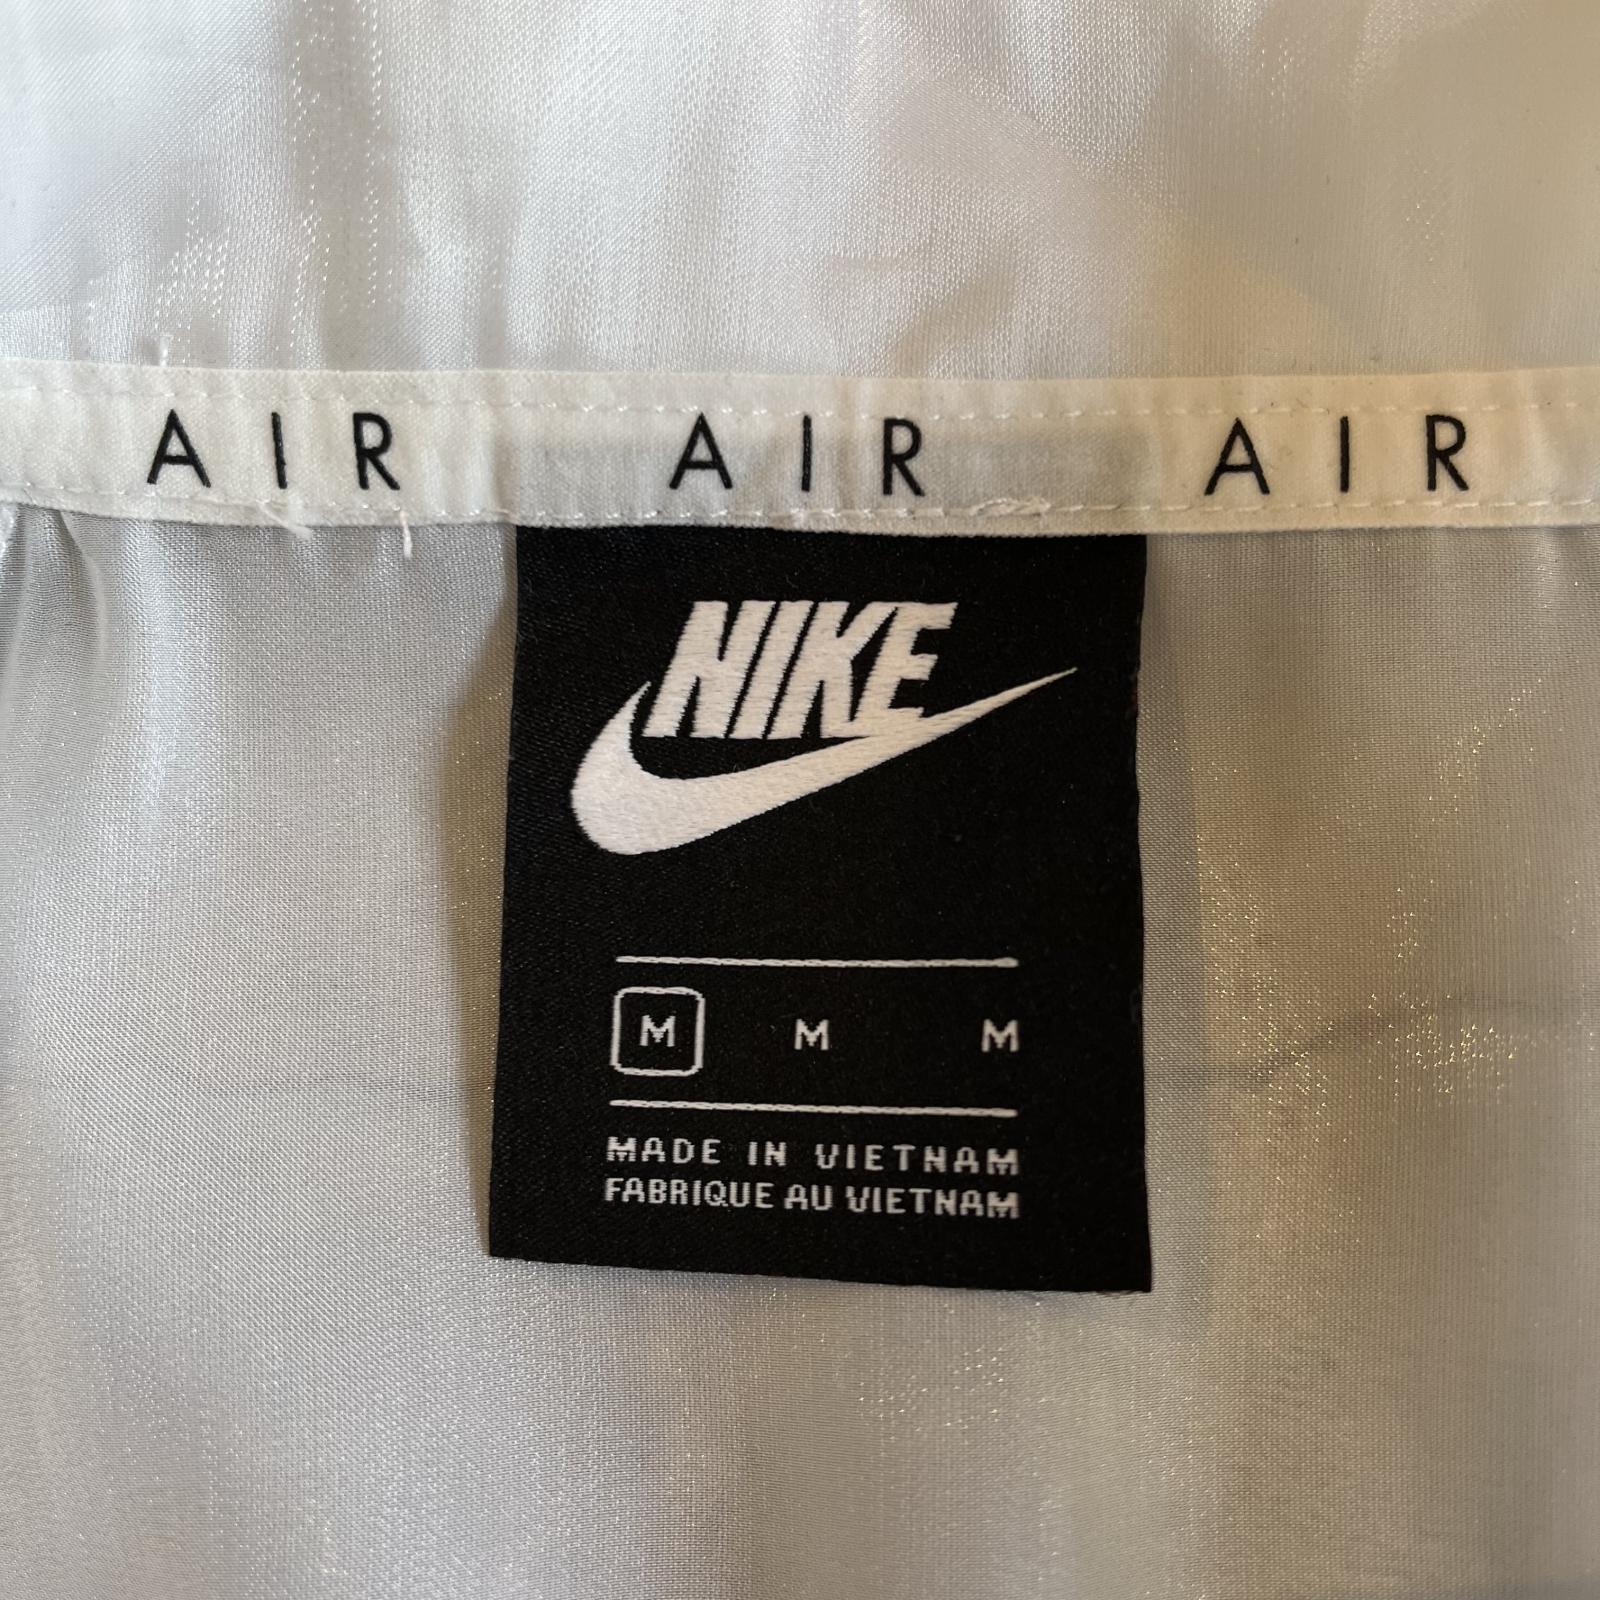 AIR AIR AIR
NIKE
M M M
MADE IN VIETNAM
FABRIQUE AU VIETNAM